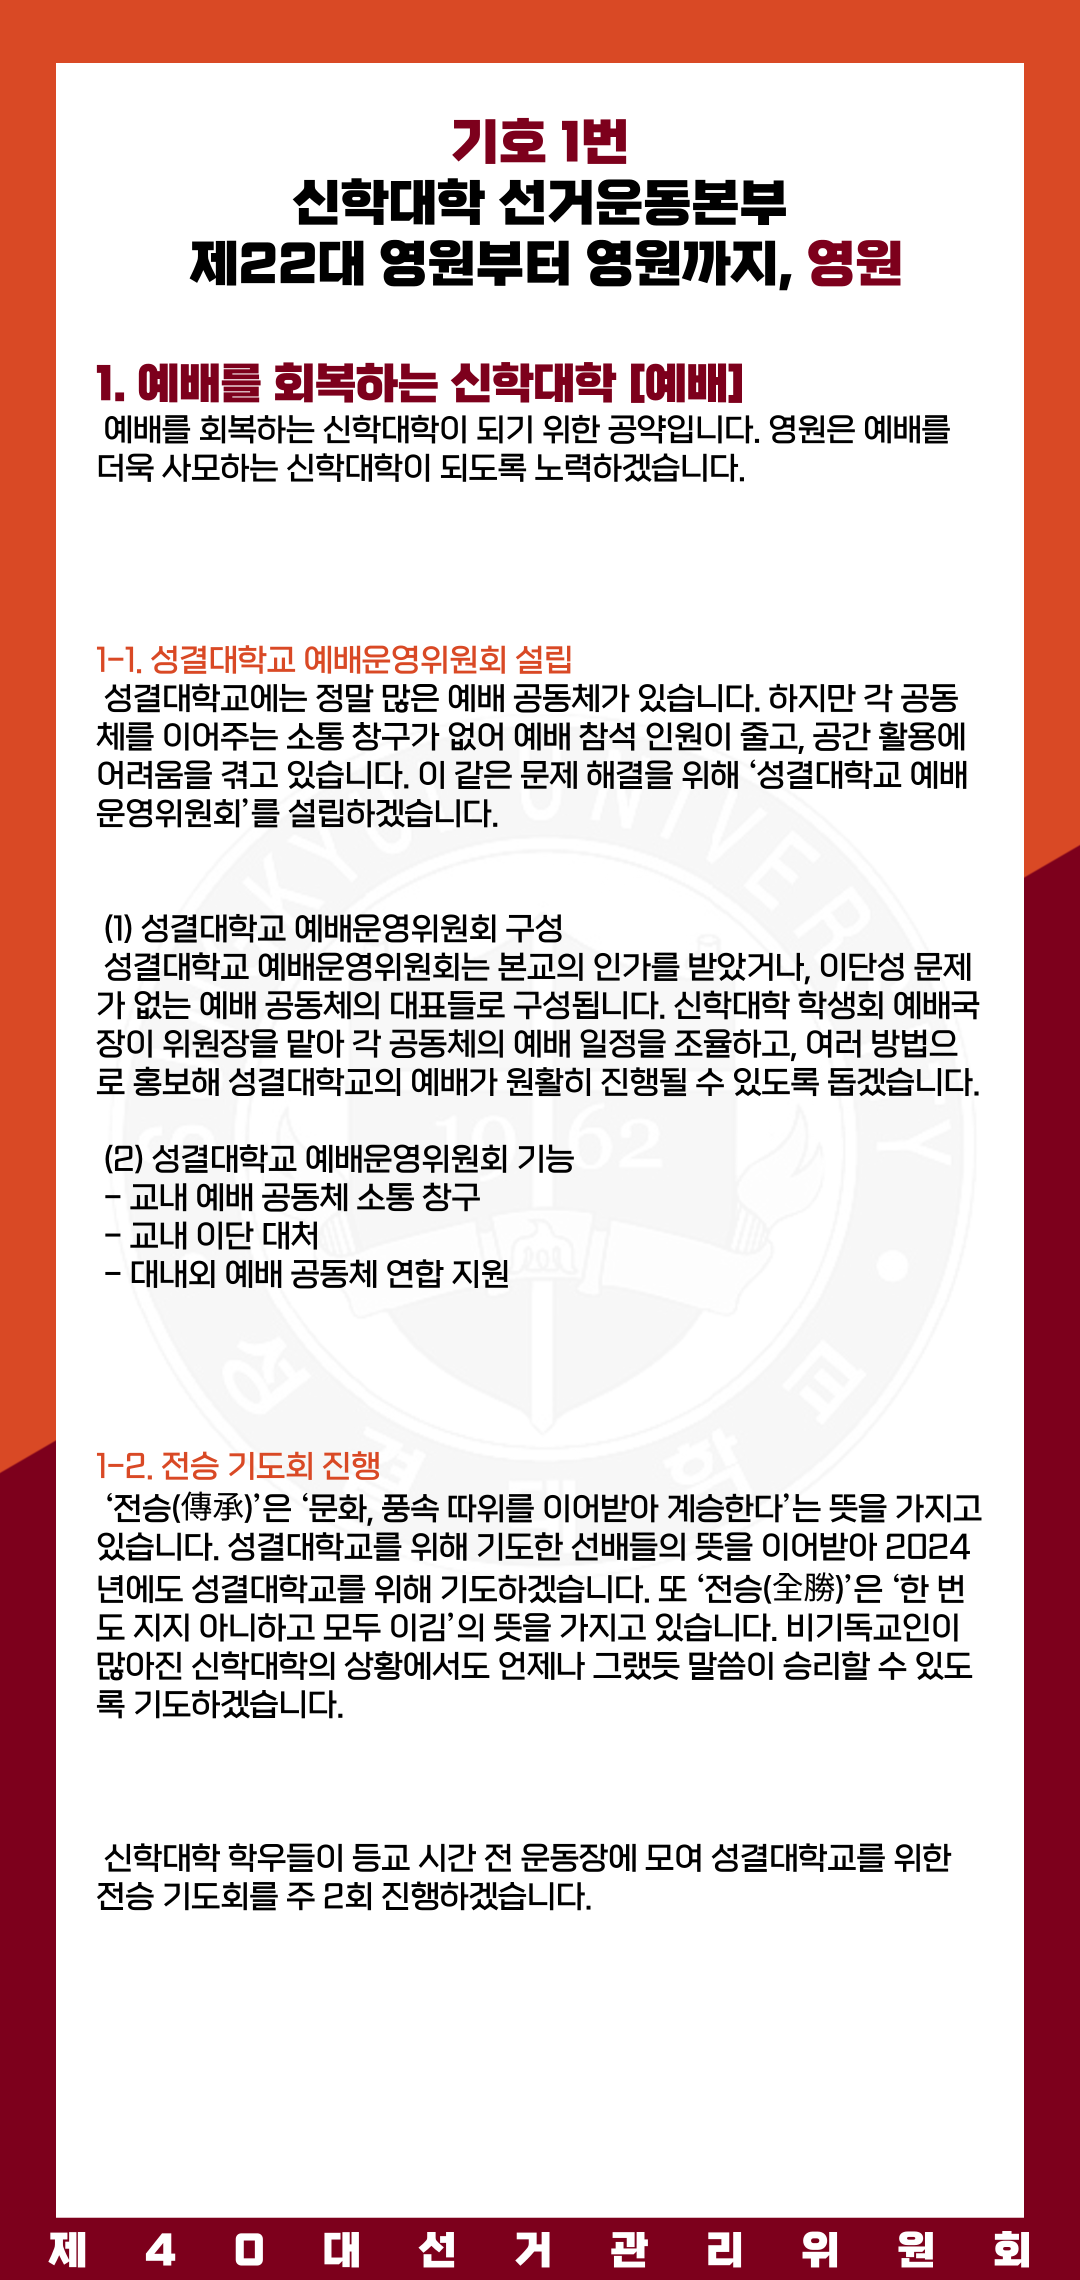 기호 1번
신학대학 선거운동본부
제22대 영원부터 영원까지, 영원
1. 예배를 회복하는 신학대학 [예배]
예배를 회복하는 신학대학이 되기 위한 공약입니다. 영원은 예배를
더욱 사모하는 신학대학이 되도록 노력하겠습니다.
1-1. 성결대학교 예배운영위원회 설립
성결대학교에는 정말 많은 예배 공동체가 있습니다. 하지만 각 공동
체를 이어주는 소통 창구가 없어 예배 참석 인원이 줄고, 공간 활용에
어려움을 겪고 있습니다. 이 같은 문제 해결을 위해 ‘성결대학교 예배
운영위원회’를 설립하겠습니다.
(1) 성결대학교 예배운영위원회 구성
성결대학교 예배운영위원회는 본교의 인가를 받았거나, 이단성 문제
가 없는 예배 공동체의 대표들로 구성됩니다. 신학대학 학생회 예배국
장이 위원장을 맡아 각 공동체의 예배 일정을 조율하고, 여러 방법으
로 홍보해 성결대학교의 예배가 원활히 진행될 수 있도록 돕겠습니다.
(2) 성결대학교 예배운영위원회 기능
- 교내 예배 공동체 소통 창구
- 교내 이단 대처
- 대내외 예배 공동체 연합 지원
1962
성결대학교
1-2. 전승 기도회 진행
‘전승(傳承)’은 ‘문화, 풍속 따위를 이어받아 계승한다’는 뜻을 가지고
있습니다. 성결대학교를 위해 기도한 선배들의 뜻을 이어받아 2024
년에도 성결대학교를 위해 기도하겠습니다. 또 ‘전승(全勝)’은 ‘한 번
도 지지 아니하고 모두 이김’의 뜻을 가지고 있습니다. 비기독교인이
많아진 신학대학의 상황에서도 언제나 그랬듯 말씀이 승리할 수 있도
록 기도하겠습니다.
신학대학 학우들이 등교 시간 전 운동장에 모여 성결대학교를 위한
전승 기도회를 주 2회 진행하겠습니다.
제40대선거관리위원회